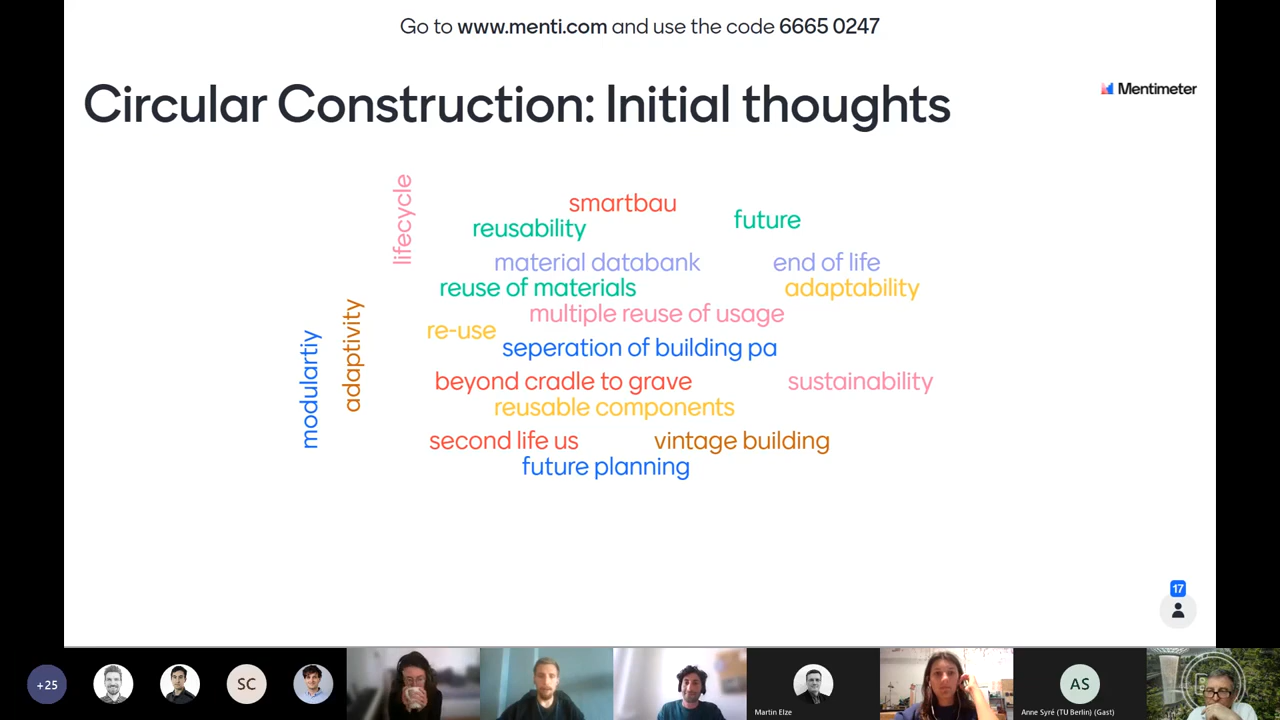 Go to www.menti.com and use the code 6665 0247
Circular Construction: Initial thoughts
Mentimeter
lifecycle
smartbau
reusability
future
material databank
end of life
reuse of materials
adaptability
multiple reuse of usage
adaptivity
re-use
modulartiy
seperation of building pa
beyond cradle to grave
sustainability
reusable components
second life us
vintage building
future planning
17
+25
SC
Martin Elze
AS
Anne Syré (TU Berlin) (Gast)